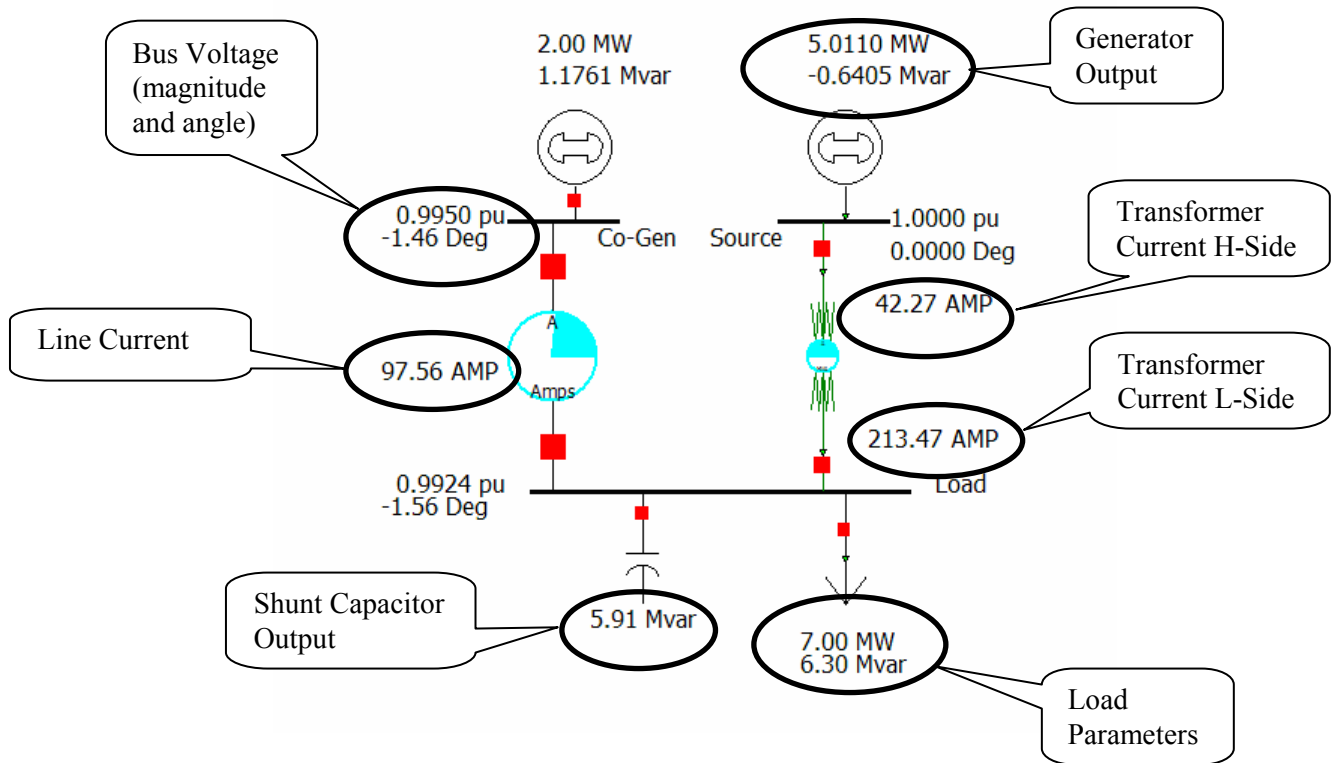 Bus Voltage
(magnitude
and angle)
2.00 MW
1.1761 Mvar
5.0110 MW
-0.6405 Mvar
Generator
Output
0.9950 pu
-1.46 Deg
Co-Gen
Source
1.0000 pu
0.0000 Deg
Transformer
Current H-Side
42.27 AMP
Line Current
97.56 AMP
A
Amps
Transformer
Current L-Side
213.47 AMP
0.9924 pu
-1.56 Deg
Load
Shunt Capacitor
Output
5.91 Mvar
7.00 MW
6.30 Mvar
Load
Parameters